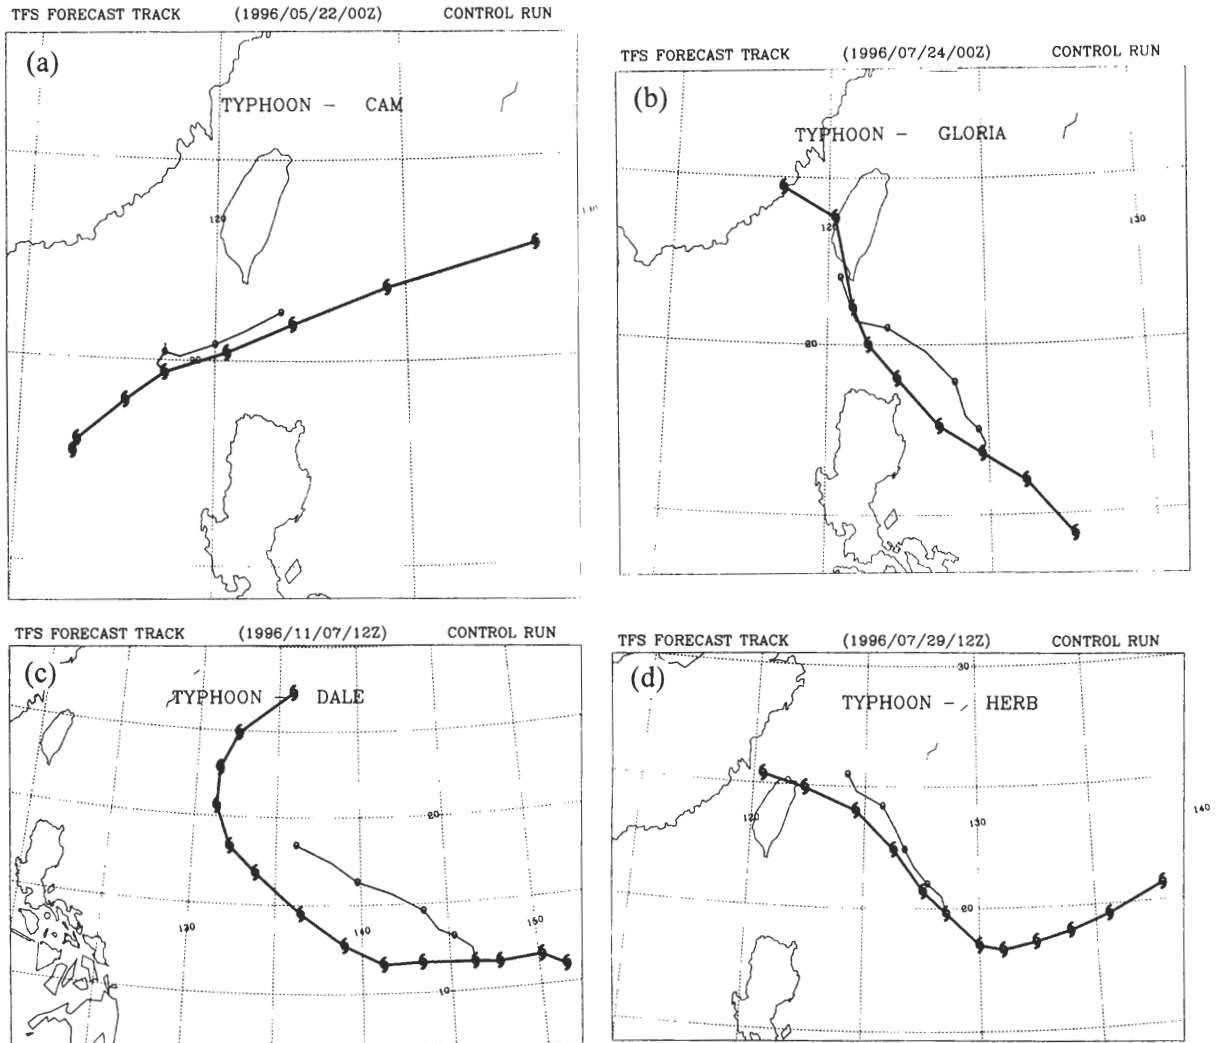 TFS FORECAST TRACK (1996/05/22/00Z) CONTROL RUN
(a)
TYPHOON - CAM
120
20
TFS FORECAST TRACK (1996/07/24/00Z) CONTROL RUN
(b)
TYPHOON - GLORIA
120
130
20
TFS FORECAST TRACK (1996/11/07/12Z) CONTROL RUN
(c)
TYPHOON - DALE
20
130
140
150
10
TFS FORECAST TRACK (1996/07/29/12Z) CONTROL RUN
(d)
30
TYPHOON - HERB
120
130
140
20